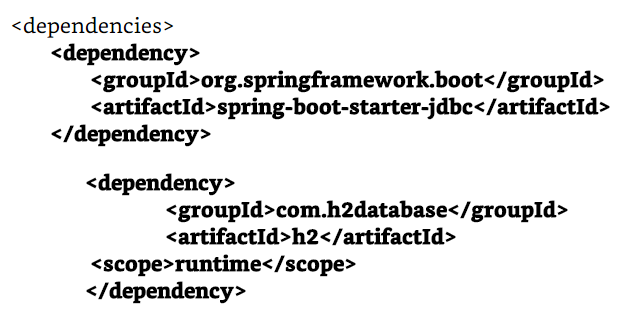 <dependencies>
<dependency>
<groupId>org.springframework.boot</groupId>
<artifactId>spring-boot-starter-jdbc</artifactId>
</dependency>
<dependency>
<groupId>com.h2database</groupId>
<artifactId>h2</artifactId>
<scope>runtime</scope>
</dependency>